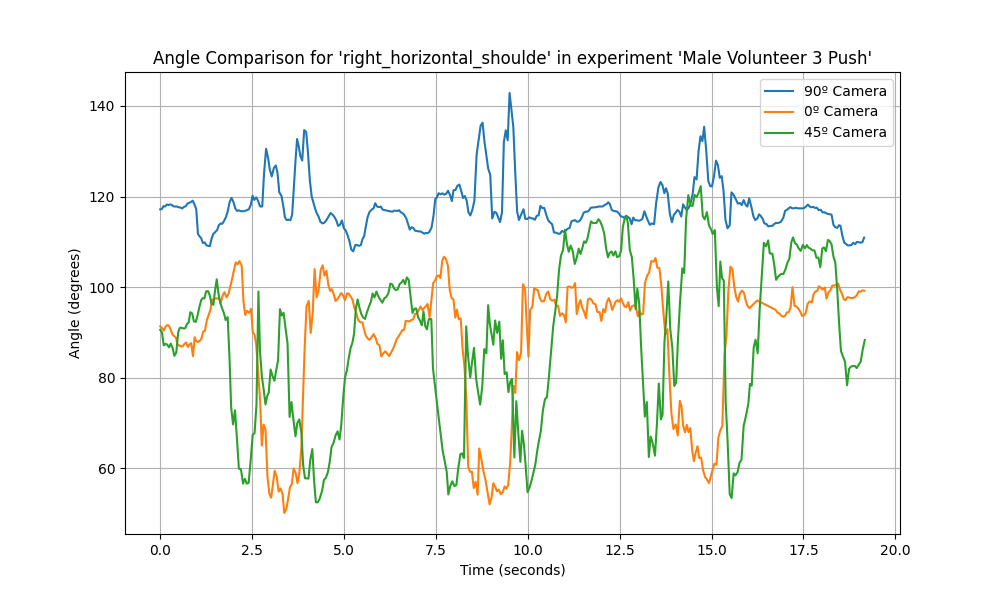 Angle Comparison for 'right_horizontal_shoulde' in experiment 'Male Volunteer 3 Push'
90º Camera
0º Camera
45º Camera
Angle (degrees)
140
120
100
80
60
0.0 2.5 5.0 7.5 10.0 12.5 15.0 17.5 20.0
Time (seconds)